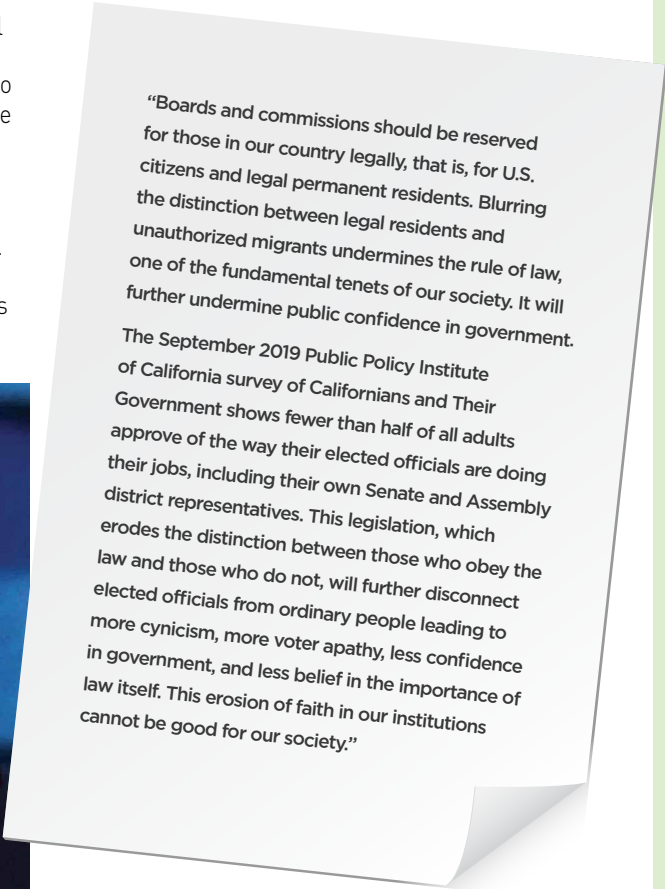 “Boards and commissions should be reserved
for those in our country legally, that is, for U.S.
citizens and legal permanent residents. Blurring
the distinction between legal residents and
unauthorized migrants undermines the rule of law,
one of the fundamental tenets of our society. It will
further undermine public confidence in government.
The September 2019 Public Policy Institute
of California survey of Californians and Their
Government shows fewer than half of all adults
approve of the way their elected officials are doing
their jobs, including their own Senate and Assembly
district representatives. This legislation, which
erodes the distinction between those who obey the
law and those who do not, will further disconnect
elected officials from ordinary people leading to
more cynicism, more voter apathy, less confidence
in government, and less belief in the importance of
law itself. This erosion of faith in our institutions
cannot be good for our society.”